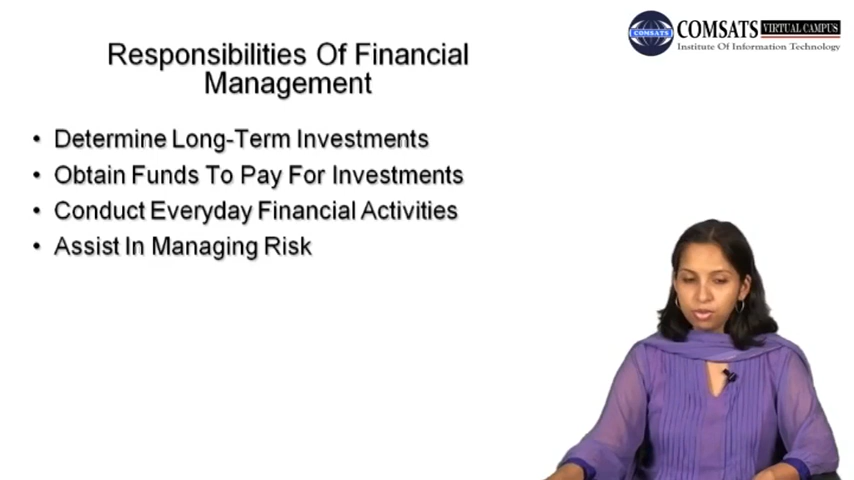 COMSATS VIRTUAL CAMPUS
COMSATS
Institute Of Information Technology
Responsibilities Of Financial
Management
• Determine Long-Term Investments
• Obtain Funds To Pay For Investments
• Conduct Everyday Financial Activities
• Assist In Managing Risk